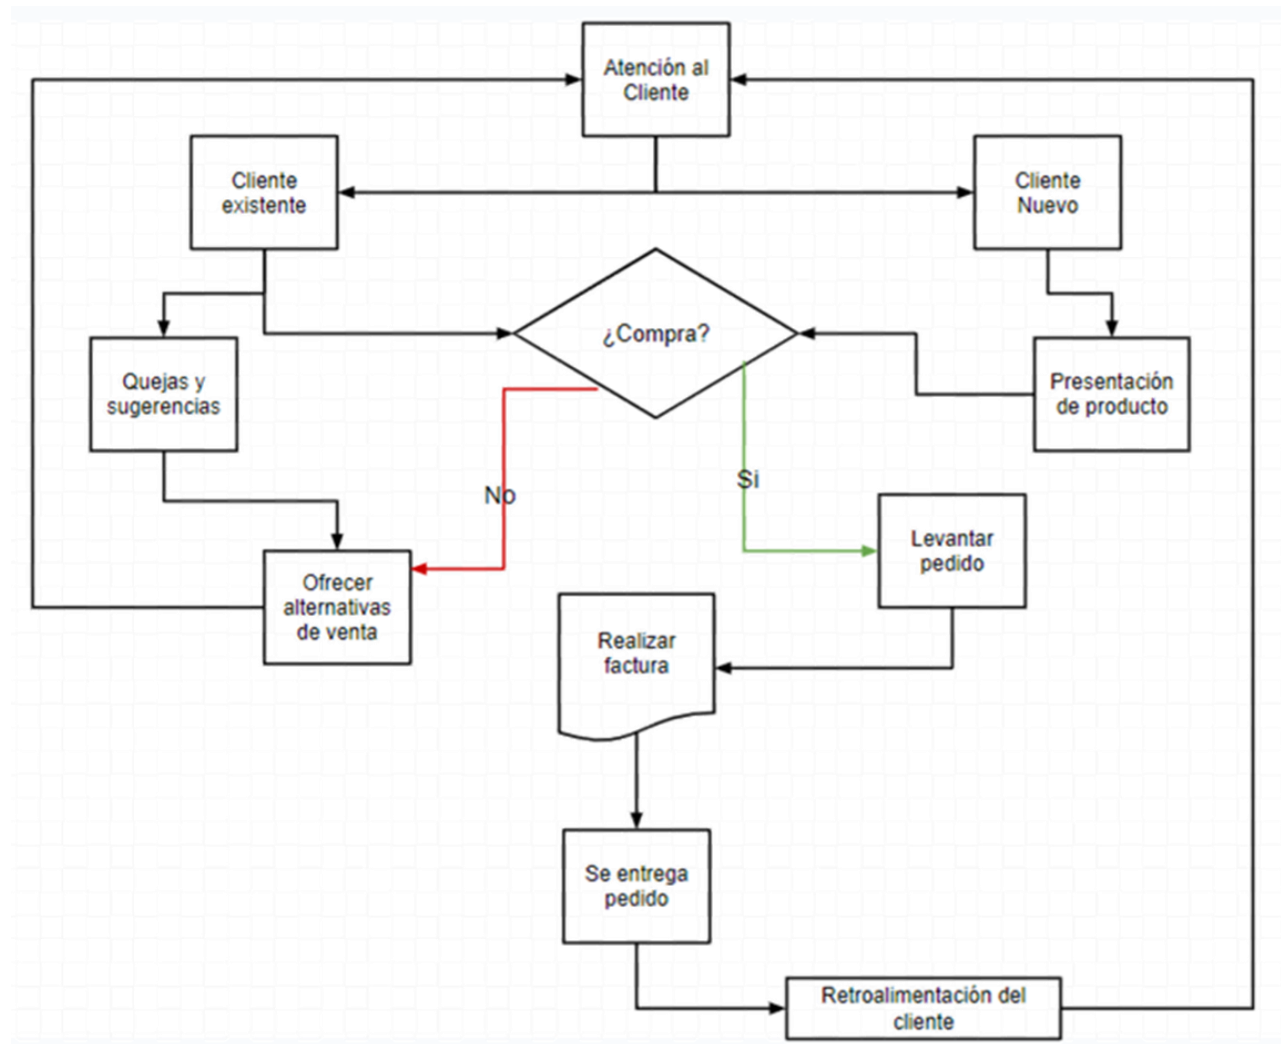 Atención al
Cliente
Cliente
existente
Cliente
Nuevo
¿Compra?
Quejas y
sugerencias
Presentación
de producto
No
Si
Levantar
pedido
Ofrecer
alternativas
de venta
Realizar
factura
Se entrega
pedido
Retroalimentación del
cliente